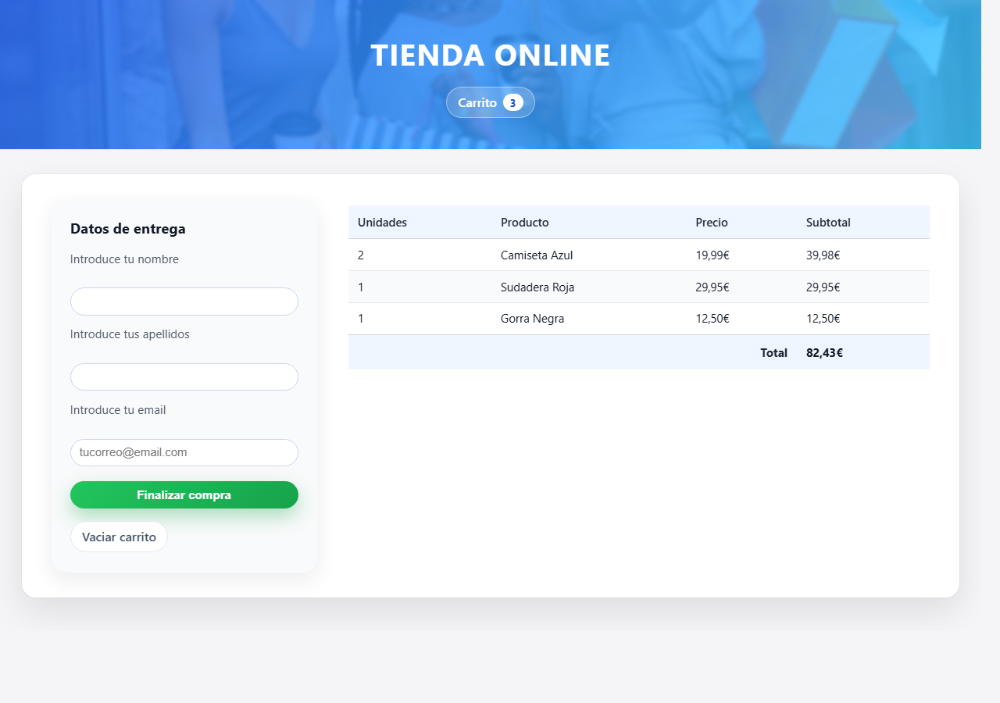 TIENDA ONLINE
Carrito 3
Datos de entrega
Introduce tu nombre
Introduce tus apellidos
Introduce tu email
tucorreo@email.com
Finalizar compra
Vaciar carrito
Unidades Producto Precio Subtotal
2 Camiseta Azul 19,99€ 39,98€
1 Sudadera Roja 29,95€ 29,95€
1 Gorra Negra 12,50€ 12,50€
Total 82,43€